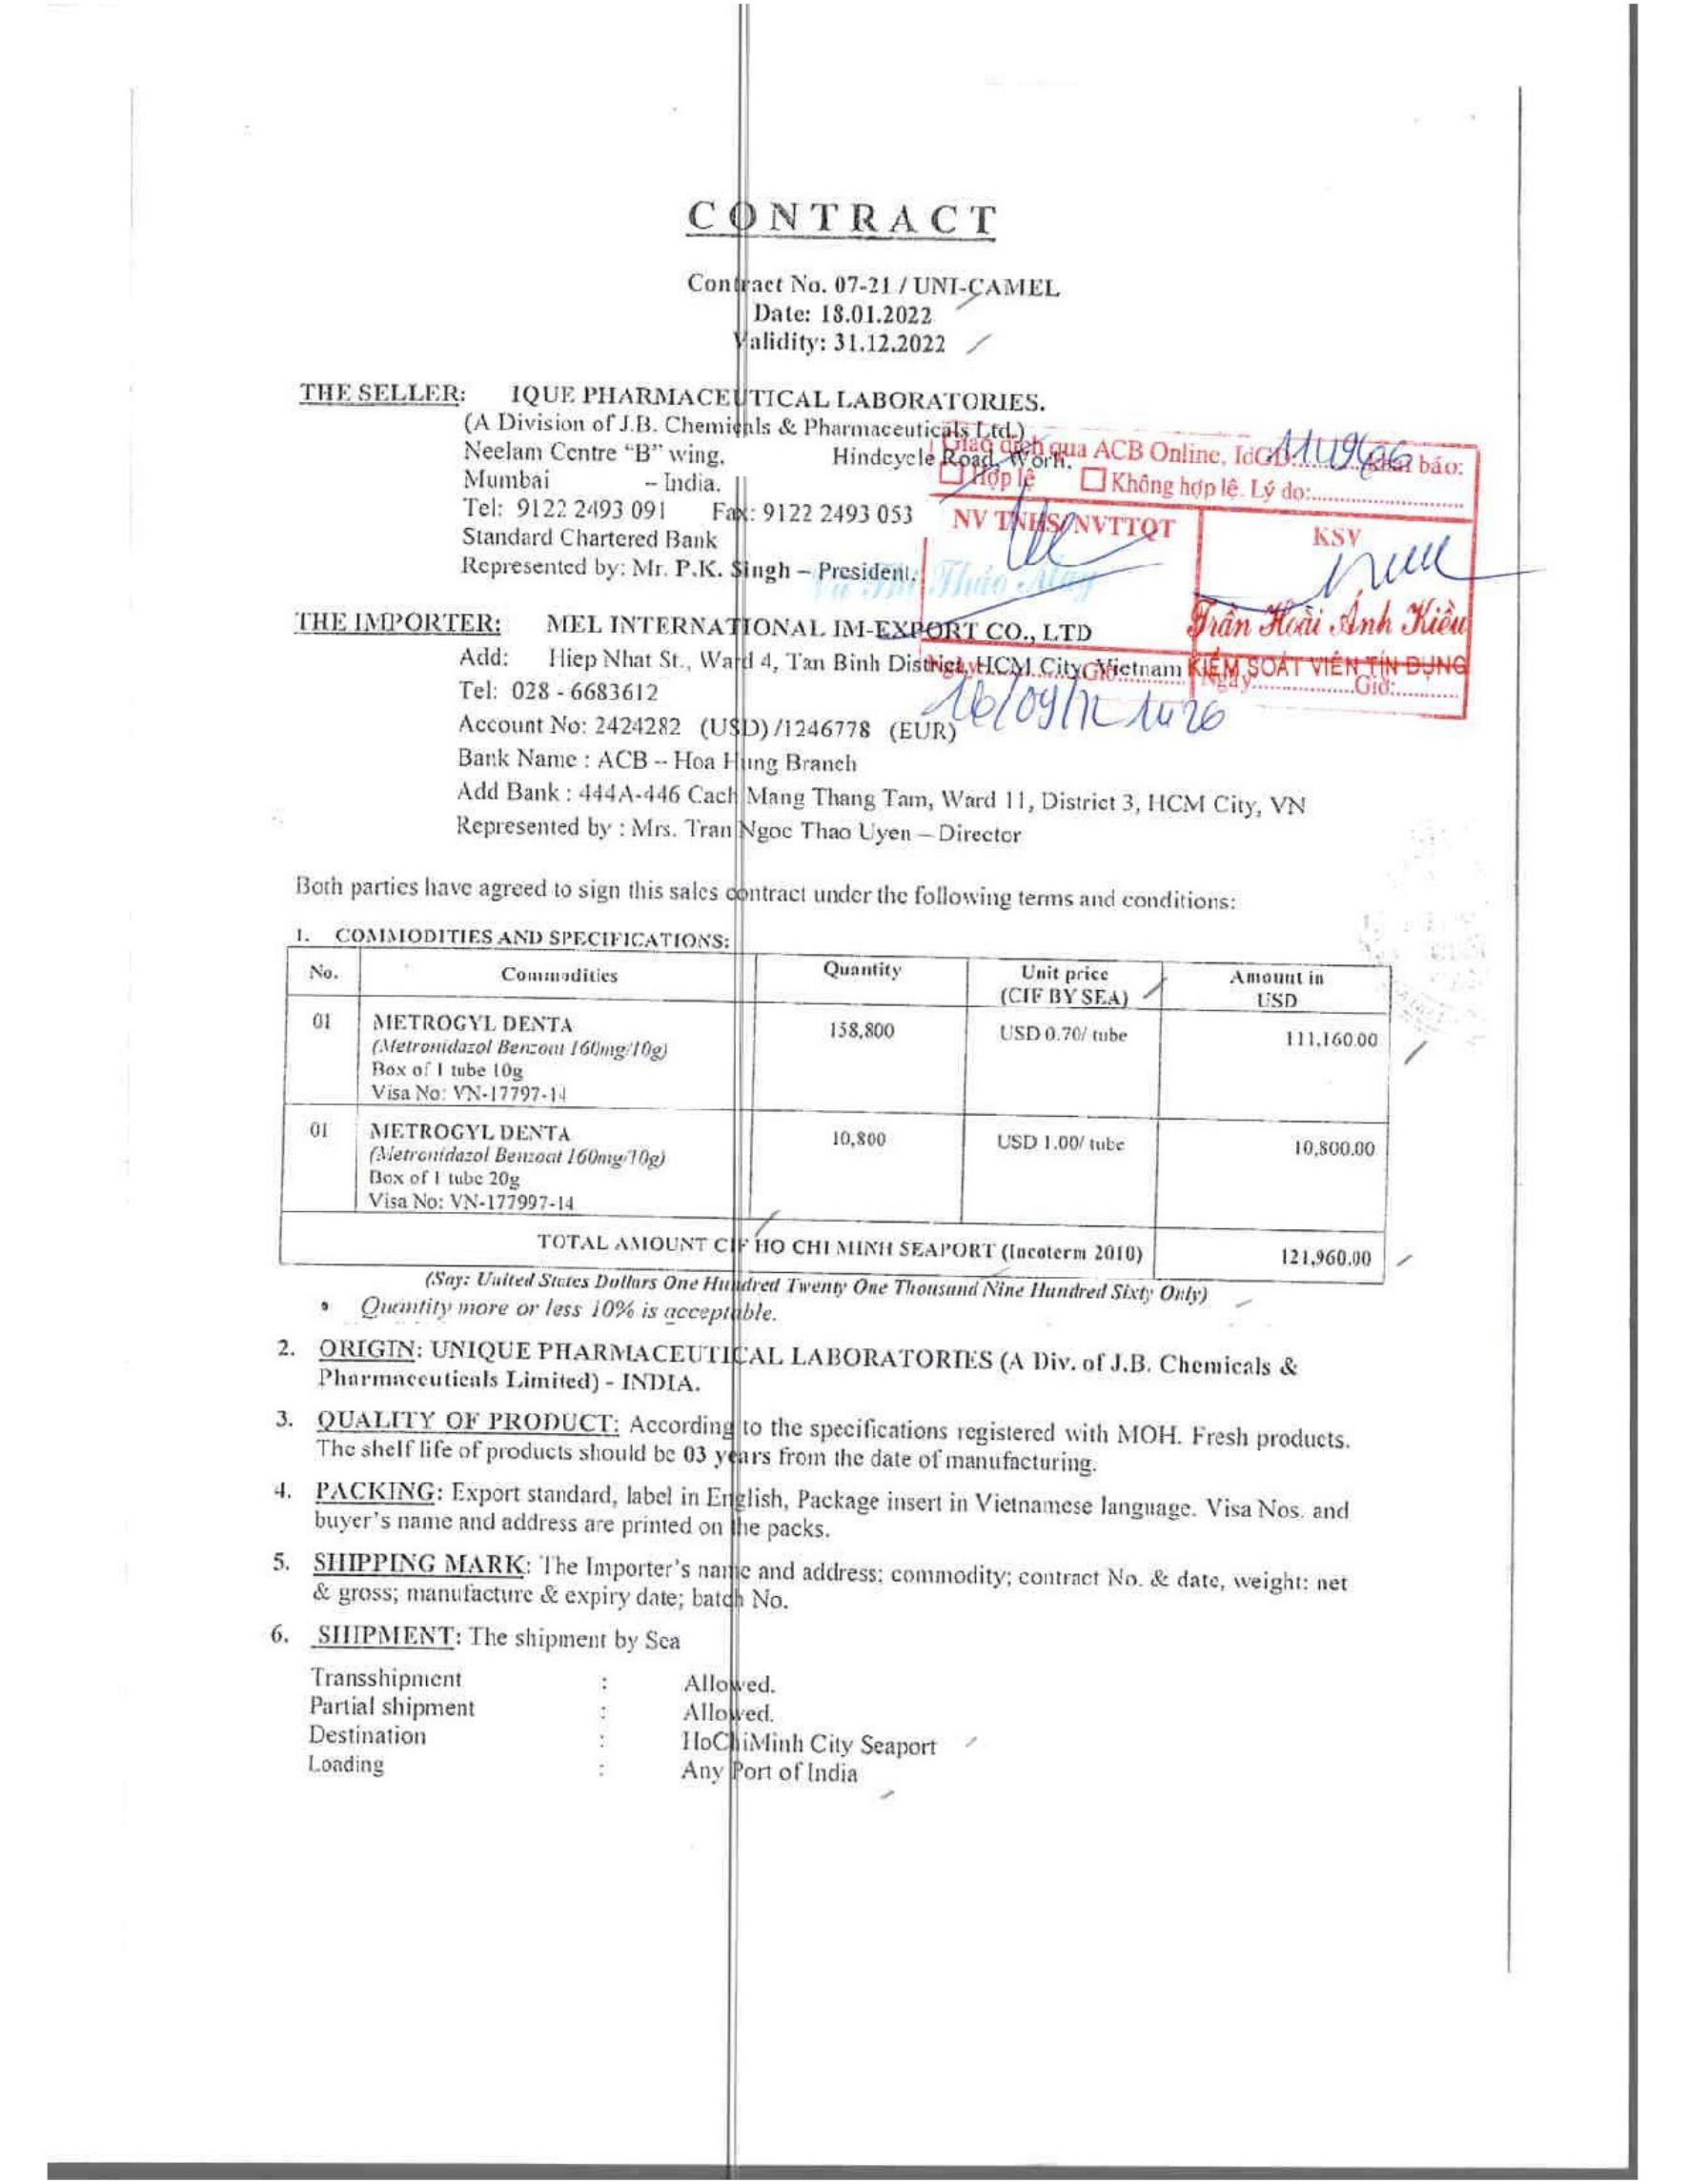 CONTRACT
Contract No. 07-21 / UNI-CAMEL
Date: 18.01.2022
Validity: 31.12.2022
THE SELLER: IQUE PHARMACEUTICAL LABORATORIES.
(A Division of J.B. Chemicals & Pharmaceuticals Ltd.)
Neelam Centre "B" wing, Hindcycle Road, Worh.
Mumbai – India.
Tel: 9122 2493 091 Fax: 9122 2493 053
Standard Chartered Bank
Represented by: Mr. P.K. Singh – President.
Giao dịch qua ACB Online, IdGD: báo:
Hợp lệ Không hợp lệ. Lý do:
NV TNHS/NVTTQT KSV
Thảo
Trần Hoài Ánh Kiều
KIỂM SOÁT VIÊN TÍN DỤNG
Ngày Giờ: Ngày Giờ:
THE IMPORTER: MEL INTERNATIONAL IM-EXPORT CO., LTD
Add: Hiep Nhat St., Ward 4, Tan Binh District, HCM City, Vietnam
Tel: 028 - 6683612
Account No: 2424282 (USD) /1246778 (EUR)
Bank Name : ACB -- Hoa Hung Branch
Add Bank : 444A-446 Cach Mang Thang Tam, Ward 11, District 3, HCM City, VN
Represented by : Mrs. Tran Ngoc Thao Uyen – Director
Both parties have agreed to sign this sales contract under the following terms and conditions:
1. COMMODITIES AND SPECIFICATIONS:
No. Commodities Quantity Unit price (CIF BY SEA) Amount in USD
01 METROGYL DENTA 158,800 USD 0.70/ tube 111,160.00
(Metronidazol Benzoat 160mg/10g)
Box of 1 tube 10g
Visa No: VN-17797-14
01 METROGYL DENTA 10,800 USD 1.00/ tube 10,800.00
(Metronidazol Benzoat 160mg/10g)
Box of 1 tube 20g
Visa No: VN-177997-14
TOTAL AMOUNT CIF HO CHI MINH SEAPORT (Incoterm 2010) 121,960.00
(Say: United States Dollars One Hundred Twenty One Thousand Nine Hundred Sixty Only)
• Quantity more or less 10% is acceptable.
2. ORIGIN: UNIQUE PHARMACEUTICAL LABORATORIES (A Div. of J.B. Chemicals &
Pharmaceuticals Limited) - INDIA.
3. QUALITY OF PRODUCT: According to the specifications registered with MOH. Fresh products.
The shelf life of products should be 03 years from the date of manufacturing.
4. PACKING: Export standard, label in English, Package insert in Vietnamese language. Visa Nos. and
buyer's name and address are printed on the packs.
5. SHIPPING MARK: The Importer's name and address; commodity; contract No. & date, weight: net
& gross; manufacture & expiry date; batch No.
6. SHIPMENT: The shipment by Sea
Transshipment : Allowed.
Partial shipment : Allowed.
Destination : HoChiMinh City Seaport
Loading : Any Port of India